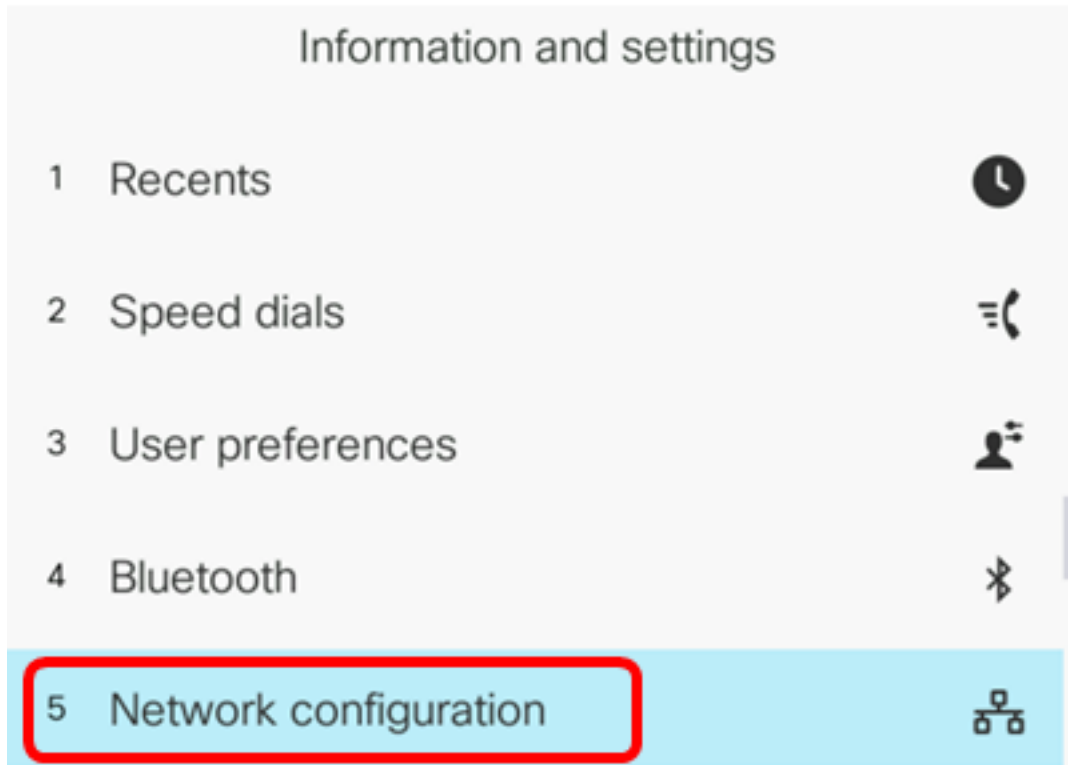 Information and settings
1 Recents
2 Speed dials
3 User preferences
4 Bluetooth
5 Network configuration